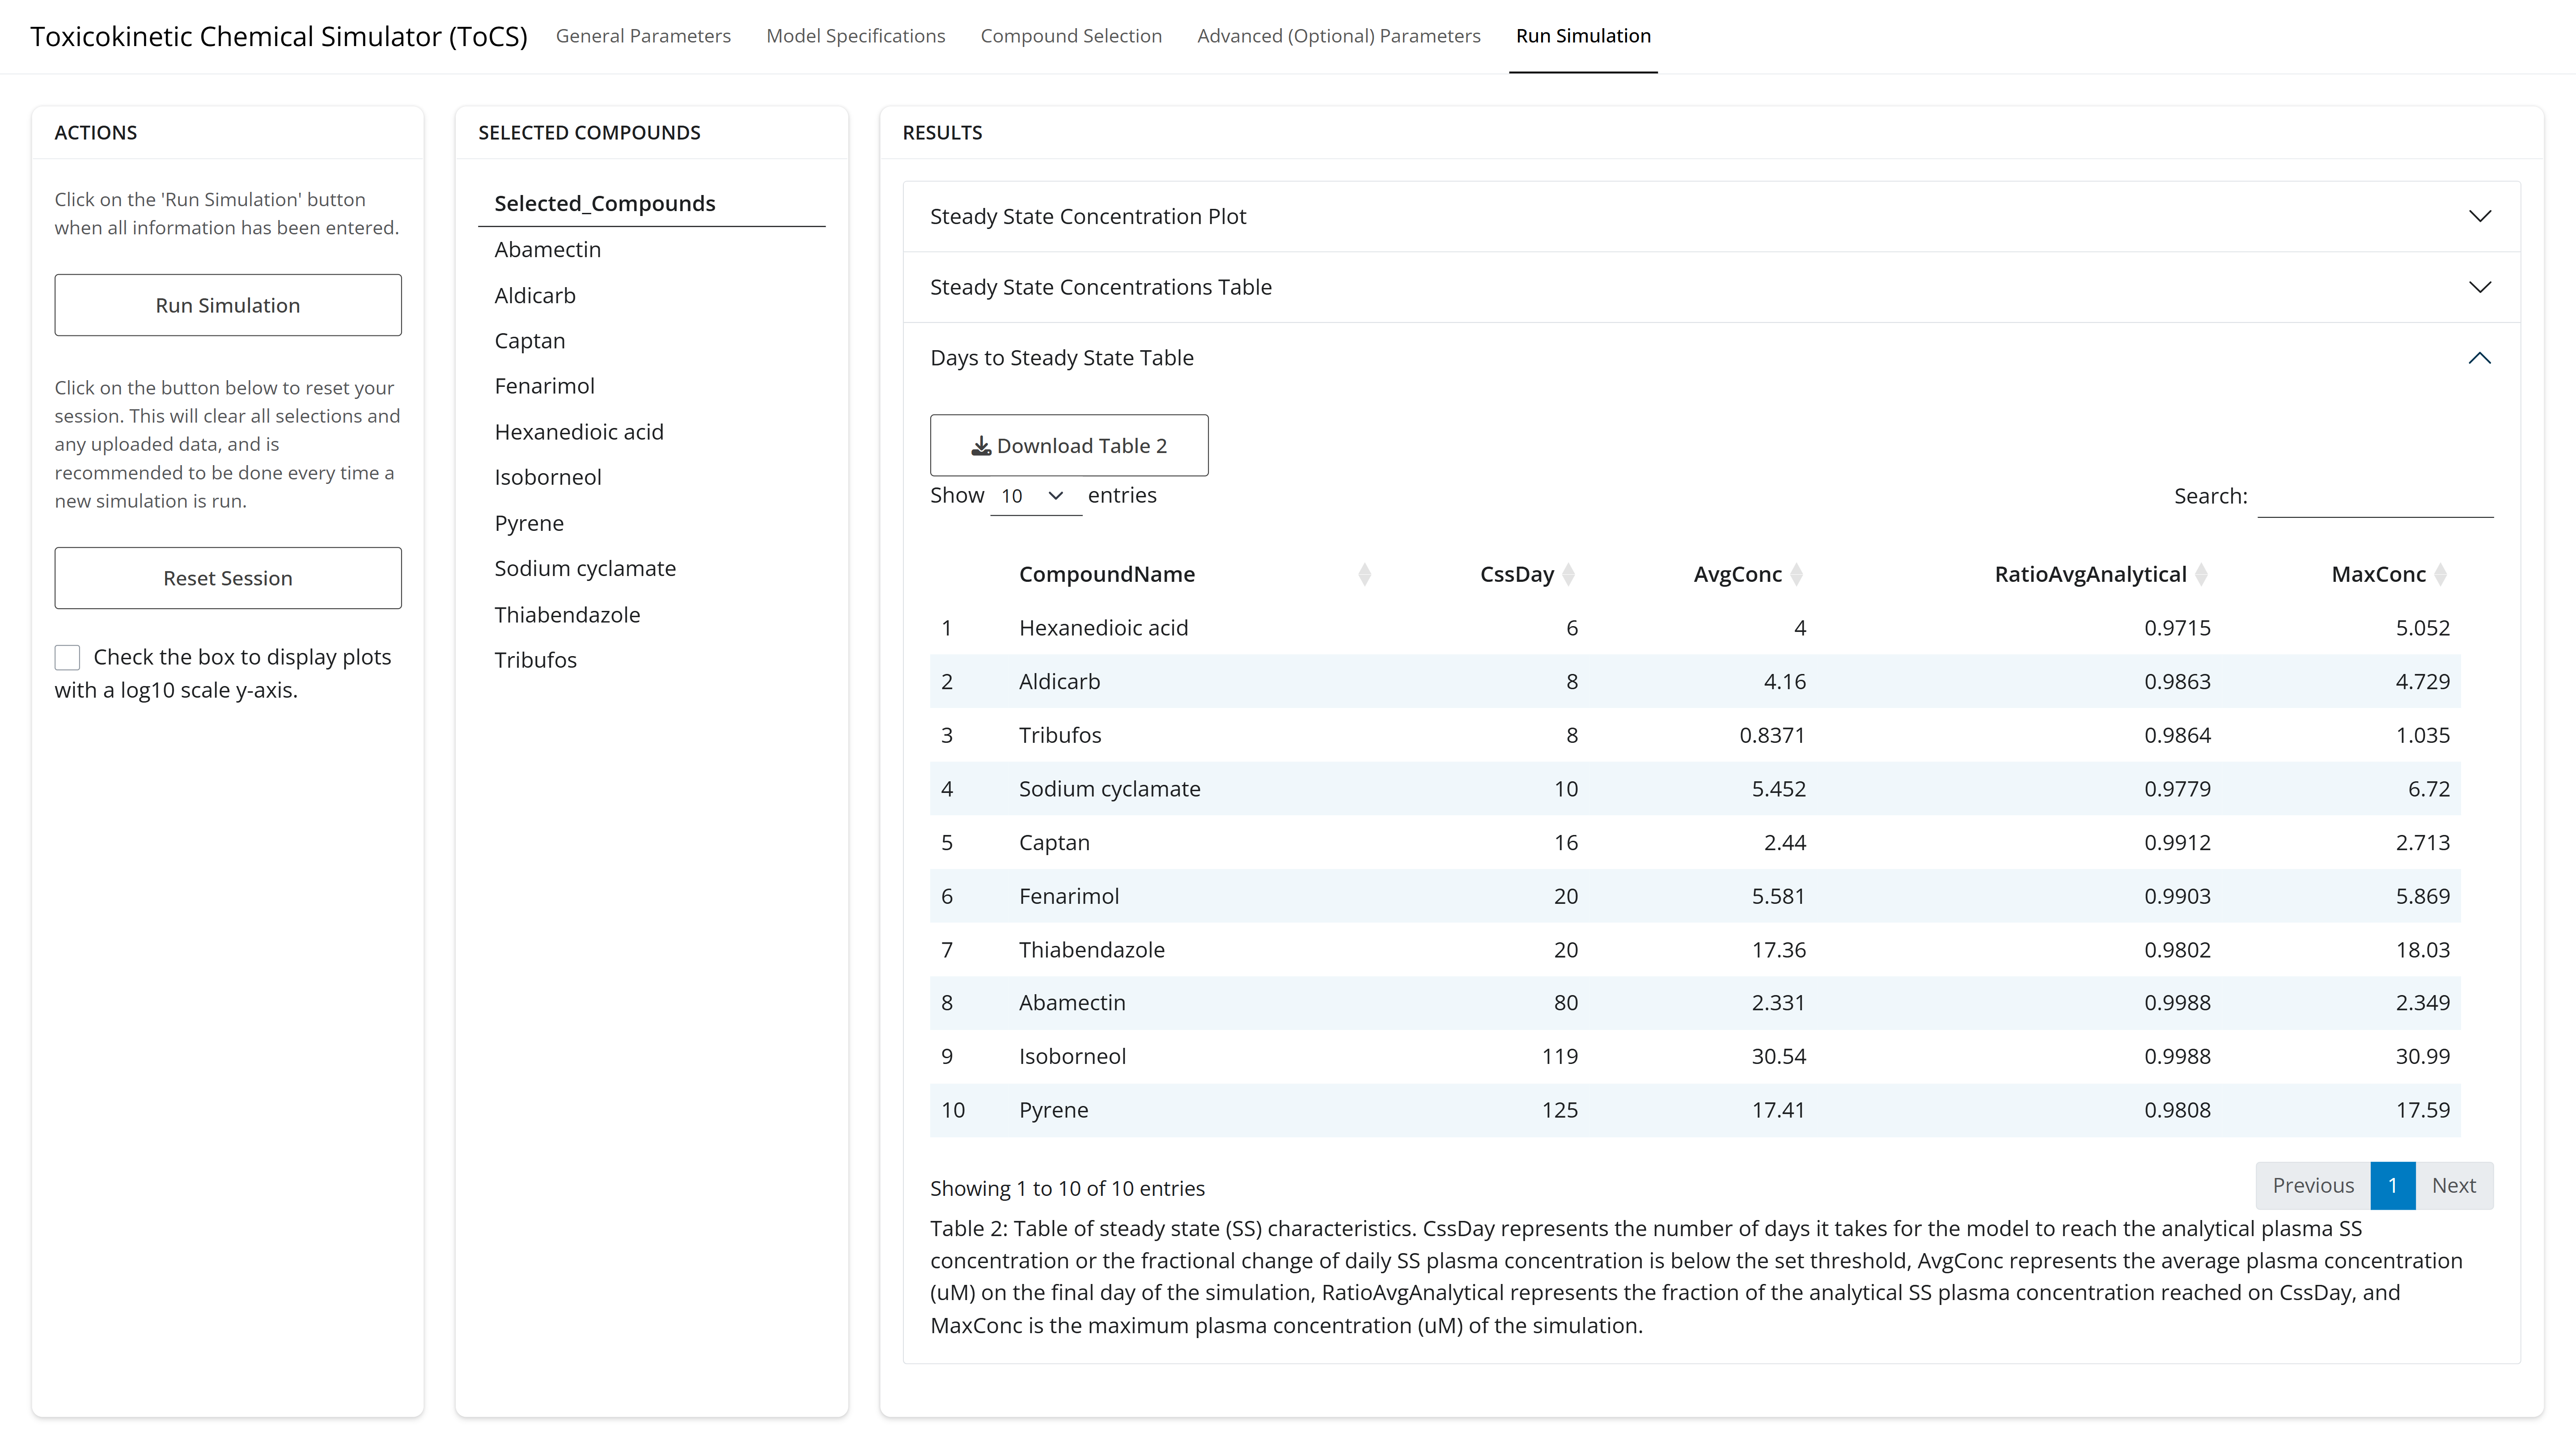 Toxicokinetic Chemical Simulator (ToCS) General Parameters Model Specifications Compound Selection Advanced (Optional) Parameters Run Simulation
ACTIONS
Click on the 'Run Simulation' button
when all information has been entered.
Run Simulation
Click on the button below to reset your
session. This will clear all selections and
any uploaded data, and is
recommended to be done every time a
new simulation is run.
Reset Session
Check the box to display plots
with a log10 scale y-axis.
SELECTED COMPOUNDS
Selected_Compounds
Abamectin
Aldicarb
Captan
Fenarimol
Hexanedioic acid
Isoborneol
Pyrene
Sodium cyclamate
Thiabendazole
Tribufos
RESULTS
Steady State Concentration Plot
Steady State Concentrations Table
Days to Steady State Table
Download Table 2
Show 10 entries Search:
CompoundName CssDay AvgConc RatioAvgAnalytical MaxConc
1 Hexanedioic acid 6 4 0.9715 5.052
2 Aldicarb 8 4.16 0.9863 4.729
3 Tribufos 8 0.8371 0.9864 1.035
4 Sodium cyclamate 10 5.452 0.9779 6.72
5 Captan 16 2.44 0.9912 2.713
6 Fenarimol 20 5.581 0.9903 5.869
7 Thiabendazole 20 17.36 0.9802 18.03
8 Abamectin 80 2.331 0.9988 2.349
9 Isoborneol 119 30.54 0.9988 30.99
10 Pyrene 125 17.41 0.9808 17.59
Showing 1 to 10 of 10 entries Previous 1 Next
Table 2: Table of steady state (SS) characteristics. CssDay represents the number of days it takes for the model to reach the analytical plasma SS
concentration or the fractional change of daily SS plasma concentration is below the set threshold, AvgConc represents the average plasma concentration
(uM) on the final day of the simulation, RatioAvgAnalytical represents the fraction of the analytical SS plasma concentration reached on CssDay, and
MaxConc is the maximum plasma concentration (uM) of the simulation.